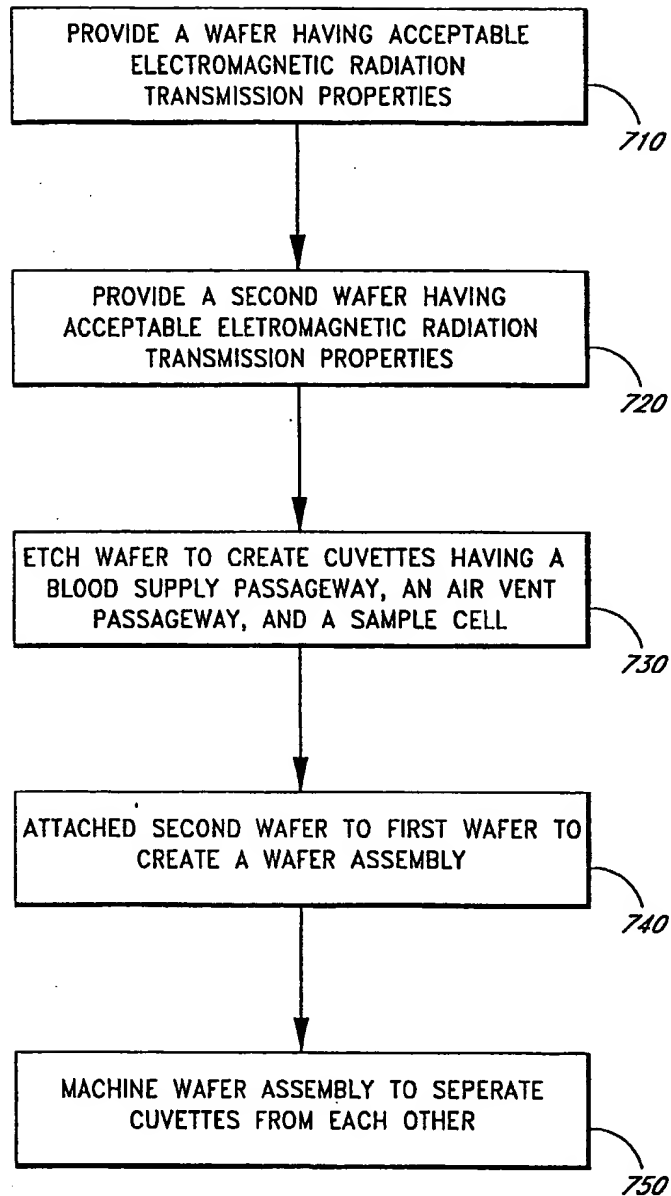 PROVIDE A WAFER HAVING ACCEPTABLE
ELECTROMAGNETIC RADIATION
TRANSMISSION PROPERTIES
710
PROVIDE A SECOND WAFER HAVING
ACCEPTABLE ELETROMAGNETIC RADIATION
TRANSMISSION PROPERTIES
720
ETCH WAFER TO CREATE CUVETTES HAVING A
BLOOD SUPPLY PASSAGEWAY, AN AIR VENT
PASSAGEWAY, AND A SAMPLE CELL
730
ATTACHED SECOND WAFER TO FIRST WAFER TO
CREATE A WAFER ASSEMBLY
740
MACHINE WAFER ASSEMBLY TO SEPERATE
CUVETTES FROM EACH OTHER
750